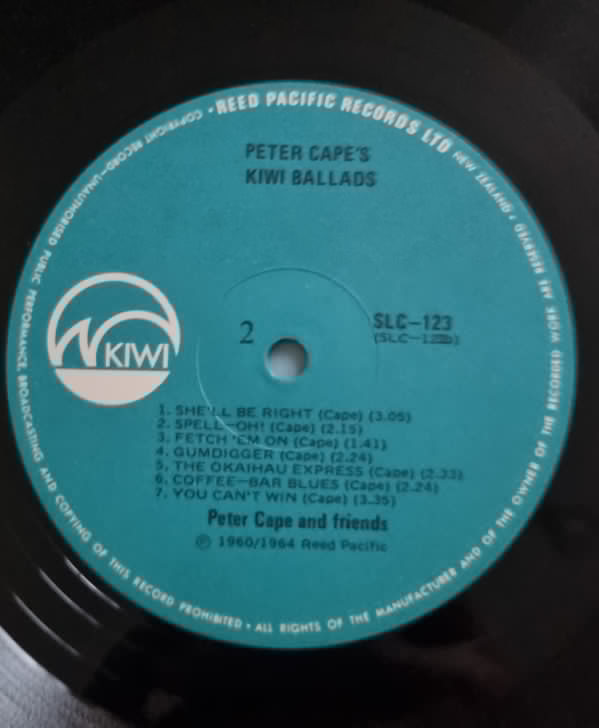 • REED PACIFIC RECORDS LTD NEW ZEALAND • RESERVED ARE WORK RECORDED THE OF OWNER THE OF AND MANUFACTURER THE OF RIGHTS ALL •
COPYRIGHT RECORD—UNAUTHORISED PUBLIC PERFORMANCE, BROADCASTING AND COPYING OF THIS RECORD PROHIBITED
PETER CAPE'S
KIWI BALLADS
KIWI
2
SLC-123
(SLC-123b)
1. SHE'LL BE RIGHT (Cape) (3.05)
2. SPELL-OH! (Cape) (2.15)
3. FETCH 'EM ON (Cape) (1.41)
4. GUMDIGGER (Cape) (2.24)
5. THE OKAIHAU EXPRESS (Cape) (2.33)
6. COFFEE—BAR BLUES (Cape) (2.24)
7. YOU CAN'T WIN (Cape) (3.35)
Peter Cape and friends
℗ 1960/1964 Reed Pacific